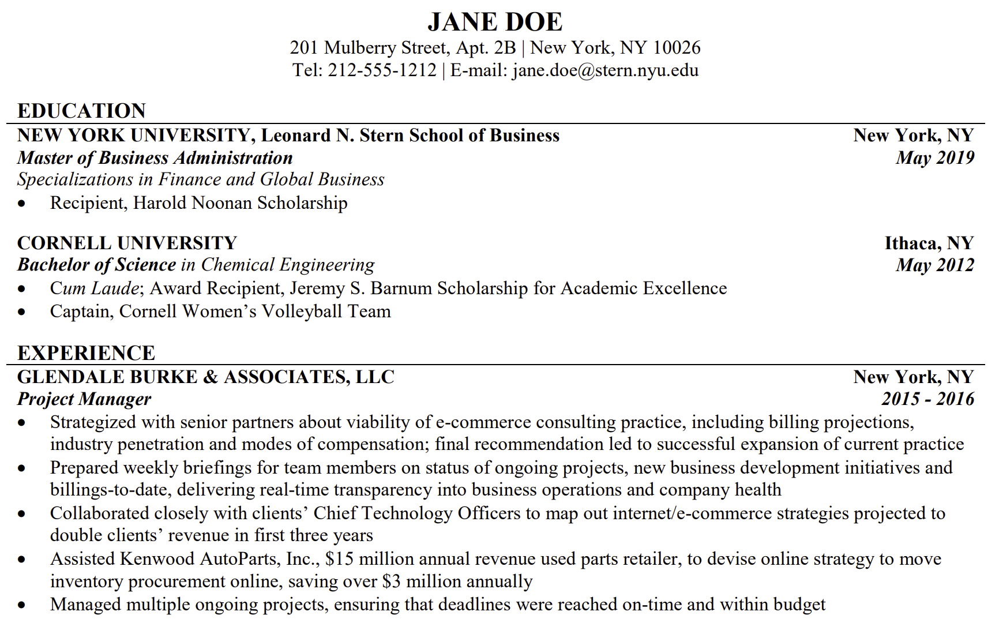 JANE DOE
201 Mulberry Street, Apt. 2B | New York, NY 10026
Tel: 212-555-1212 | E-mail: jane.doe@stern.nyu.edu
EDUCATION
NEW YORK UNIVERSITY, Leonard N. Stern School of Business New York, NY
Master of Business Administration May 2019
Specializations in Finance and Global Business
• Recipient, Harold Noonan Scholarship
CORNELL UNIVERSITY Ithaca, NY
Bachelor of Science in Chemical Engineering May 2012
• Cum Laude; Award Recipient, Jeremy S. Barnum Scholarship for Academic Excellence
• Captain, Cornell Women’s Volleyball Team
EXPERIENCE
GLENDALE BURKE & ASSOCIATES, LLC New York, NY
Project Manager 2015 - 2016
• Strategized with senior partners about viability of e-commerce consulting practice, including billing projections,
industry penetration and modes of compensation; final recommendation led to successful expansion of current practice
• Prepared weekly briefings for team members on status of ongoing projects, new business development initiatives and
billings-to-date, delivering real-time transparency into business operations and company health
• Collaborated closely with clients’ Chief Technology Officers to map out internet/e-commerce strategies projected to
double clients’ revenue in first three years
• Assisted Kenwood AutoParts, Inc., $15 million annual revenue used parts retailer, to devise online strategy to move
inventory procurement online, saving over $3 million annually
• Managed multiple ongoing projects, ensuring that deadlines were reached on-time and within budget